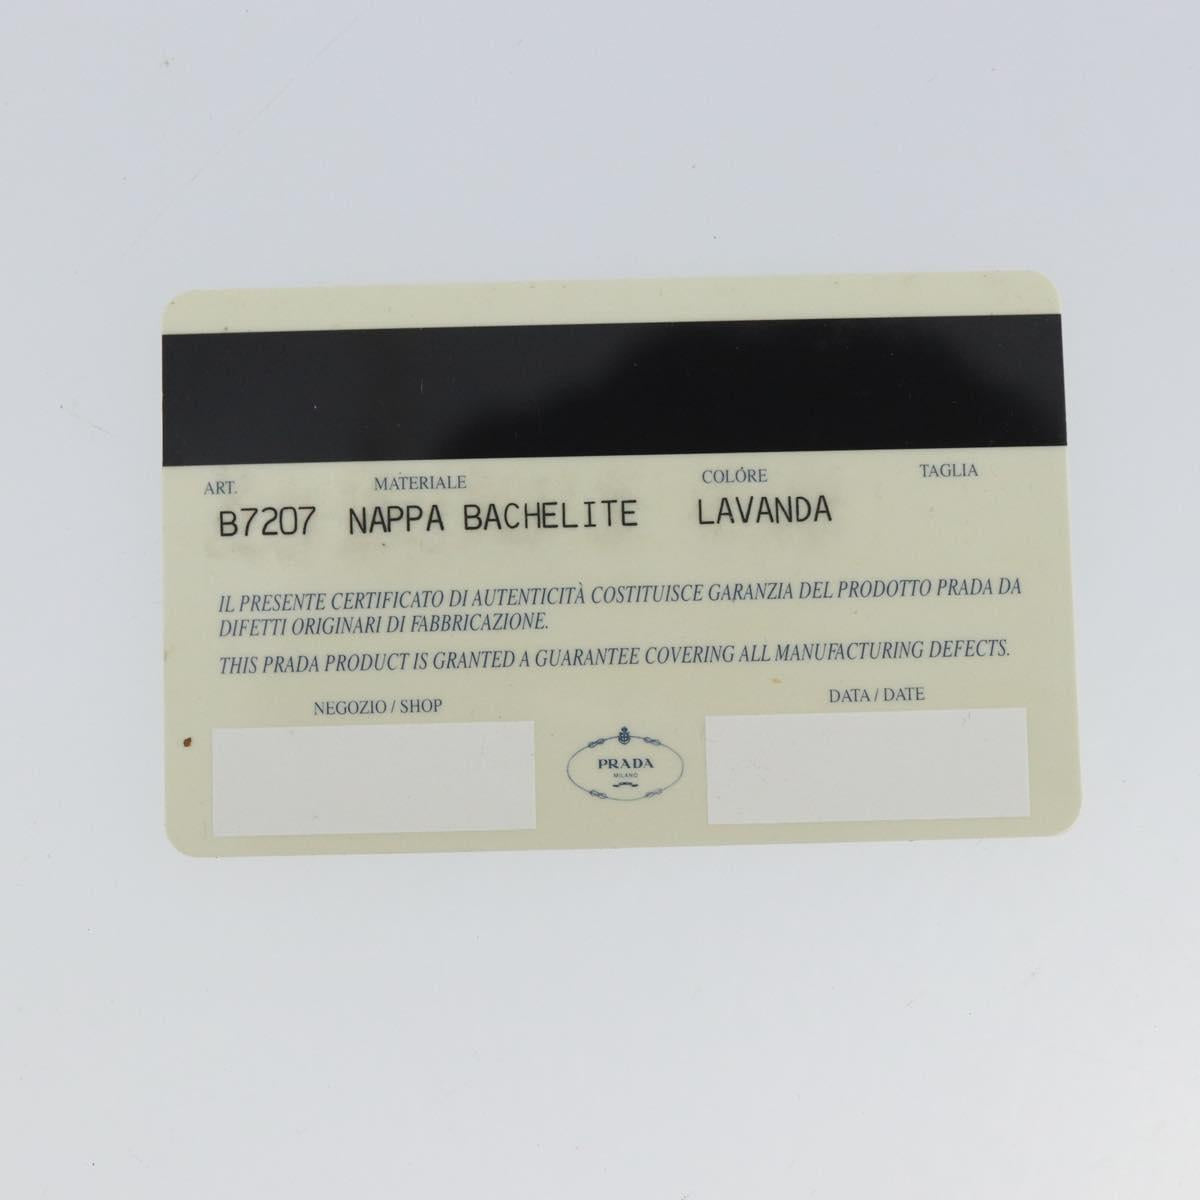 ART. MATERIALE COLÓRE TAGLIA
B7207 NAPPA BACHELITE LAVANDA
IL PRESENTE CERTIFICATO DI AUTENTICITÀ COSTITUISCE GARANZIA DEL PRODOTTO PRADA DA
DIFETTI ORIGINARI DI FABBRICAZIONE.
THIS PRADA PRODUCT IS GRANTED A GUARANTEE COVERING ALL MANUFACTURING DEFECTS.
NEGOZIO / SHOP DATA / DATE
PRADA
MILANO